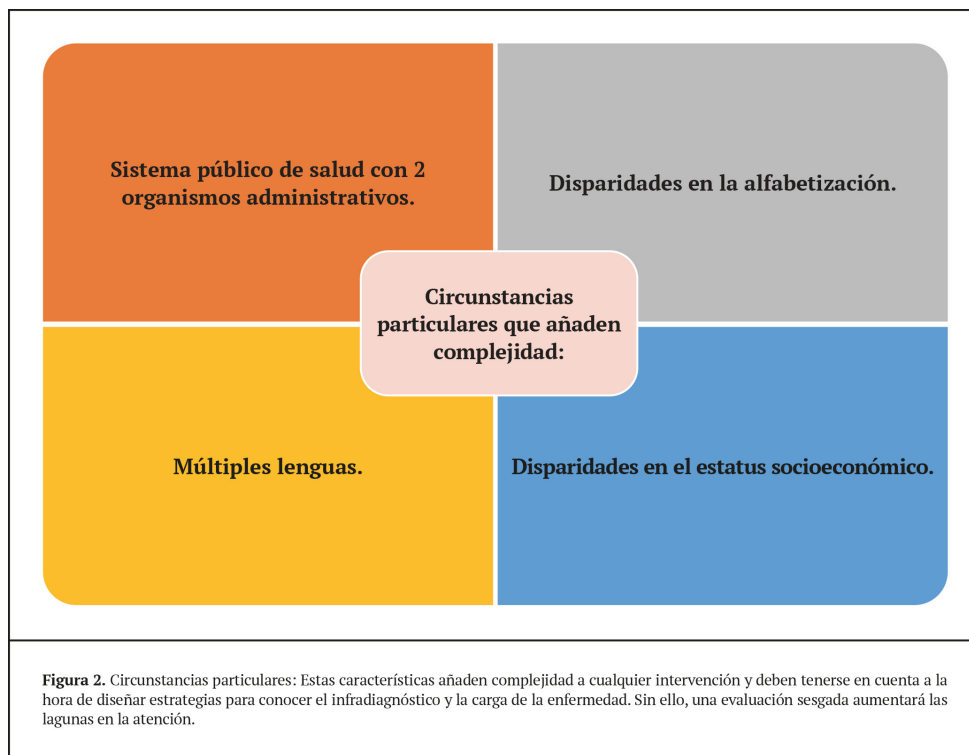 Sistema público de salud con 2
organismos administrativos.
Disparidades en la alfabetización.
Circunstancias
particulares que añaden
complejidad:
Múltiples lenguas.
Disparidades en el estatus socioeconómico.
Figura 2. Circunstancias particulares: Estas características añaden complejidad a cualquier intervención y deben tenerse en cuenta a la
hora de diseñar estrategias para conocer el infradiagnóstico y la carga de la enfermedad. Sin ello, una evaluación sesgada aumentará las
lagunas en la atención.